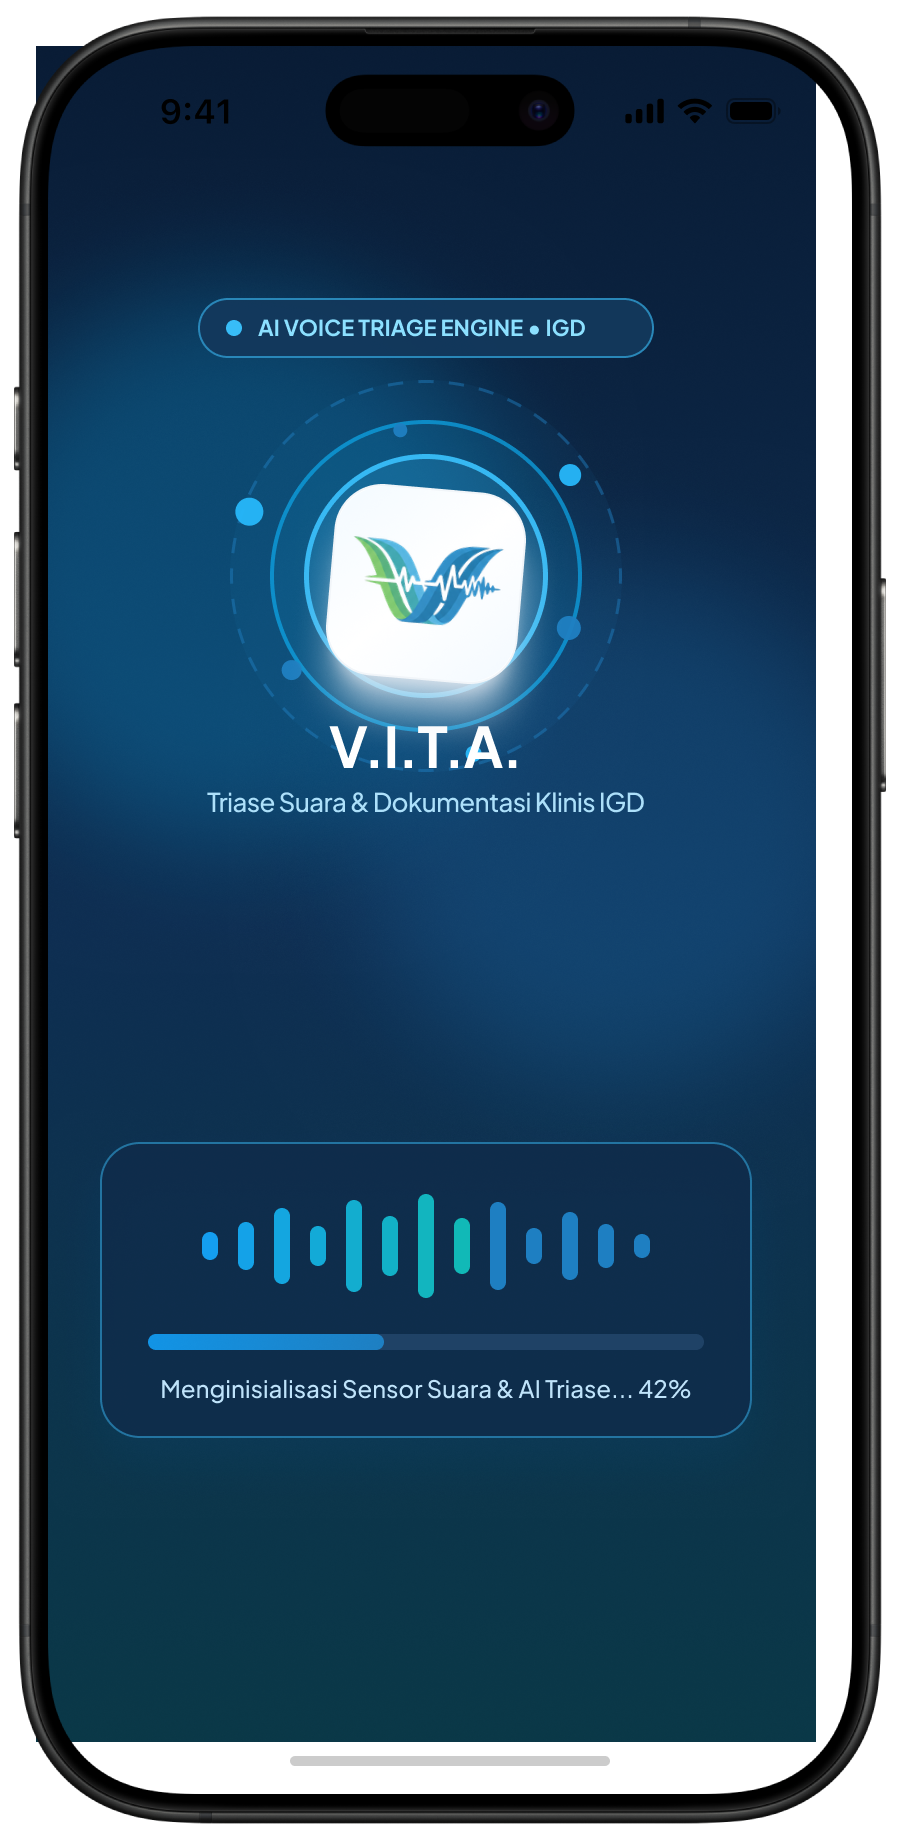 9:41
AI VOICE TRIAGE ENGINE • IGD
V.I.T.A.
Triase Suara & Dokumentasi Klinis IGD
Menginisialisasi Sensor Suara & AI Triase... 42%